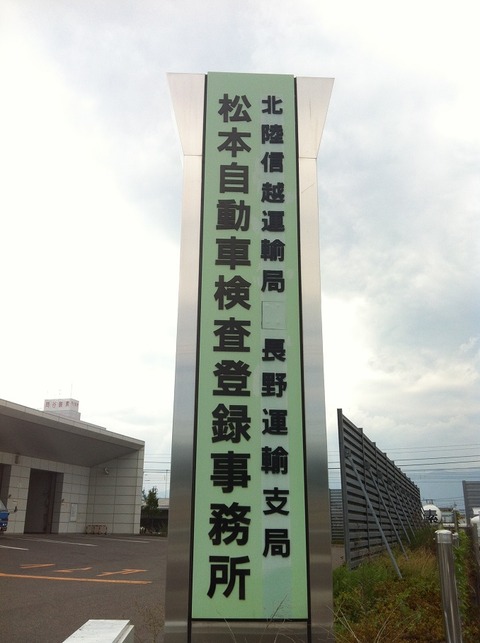 北陸信越運輸局 長野運輸支局
松本自動車検査登録事務所